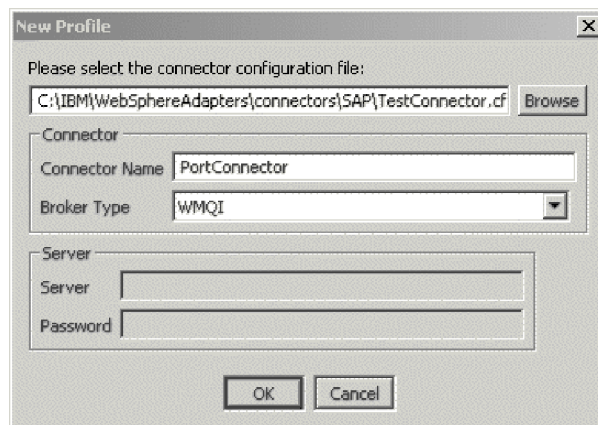 New Profile
Please select the connector configuration file:
C:\IBM\WebSphereAdapters\connectors\SAP\TestConnector.cf
Browse
Connector
Connector Name PortConnector
Broker Type WMQI
Server
Server
Password
OK Cancel